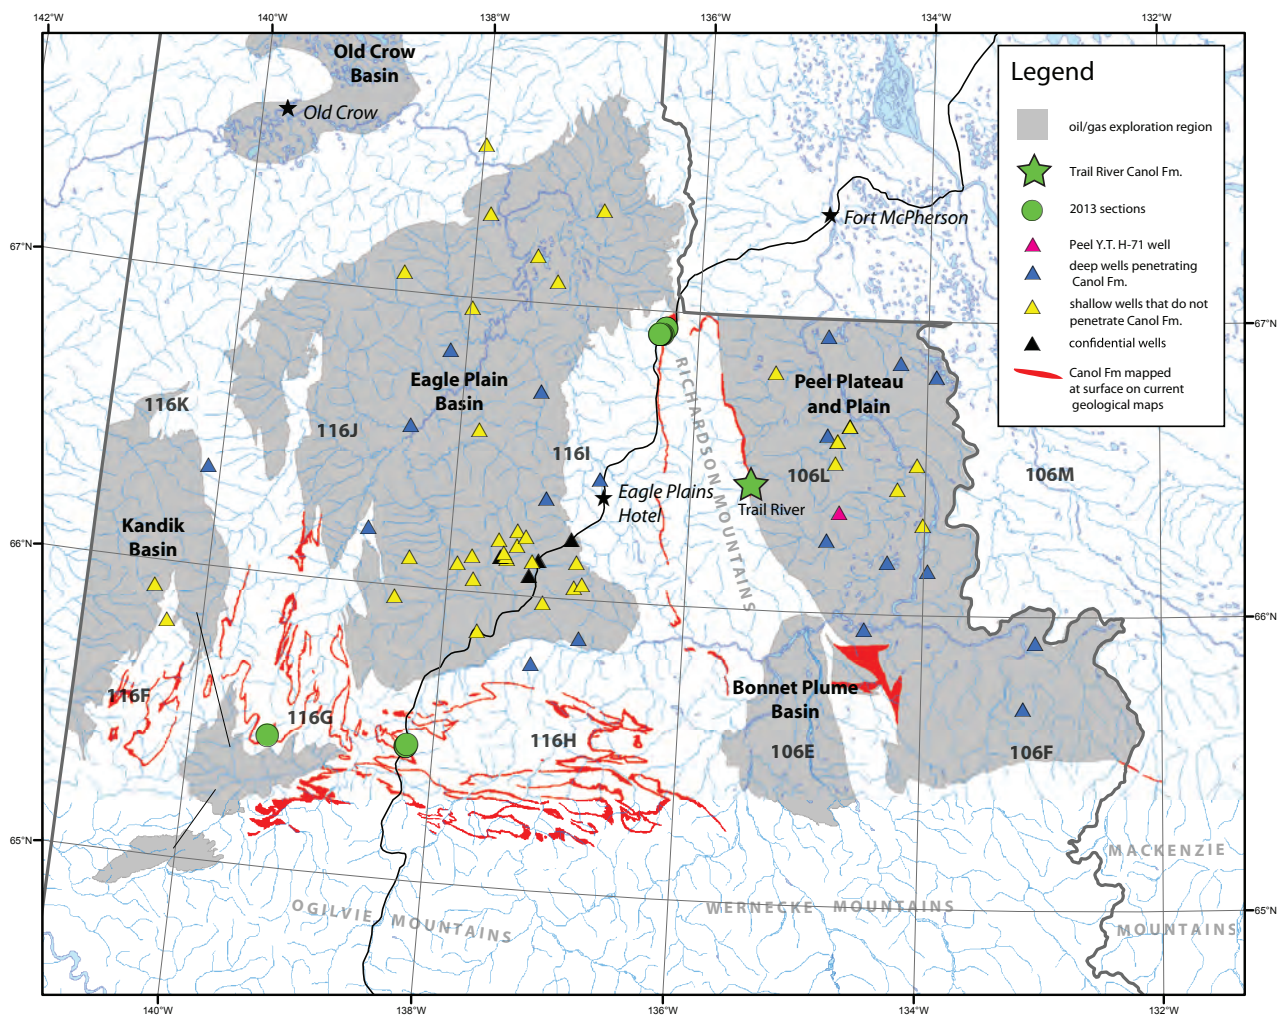 142°W
140°W
138°W
136°W
134°W
132°W
Old Crow
Basin
Old Crow
Legend
oil/gas exploration region
Trail River Canol Fm.
2013 sections
Peel Y.T. H-71 well
deep wells penetrating
Canol Fm.
shallow wells that do not
penetrate Canol Fm.
confidential wells
Canol Fm mapped
at surface on current
geological maps
Fort McPherson
67°N
67°N
Eagle Plain
Basin
Peel Plateau
and Plain
116K
116J
116I
RICHARDSON MOUNTAINS
106L
106M
Eagle Plains
Hotel
Trail River
Kandik
Basin
66°N
66°N
116F
116G
116H
Bonnet Plume
Basin
106E
106F
65°N
65°N
MACKENZIE
MOUNTAINS
OGILVIE MOUNTAINS
WERNECKE MOUNTAINS
140°W
138°W
136°W
134°W
132°W